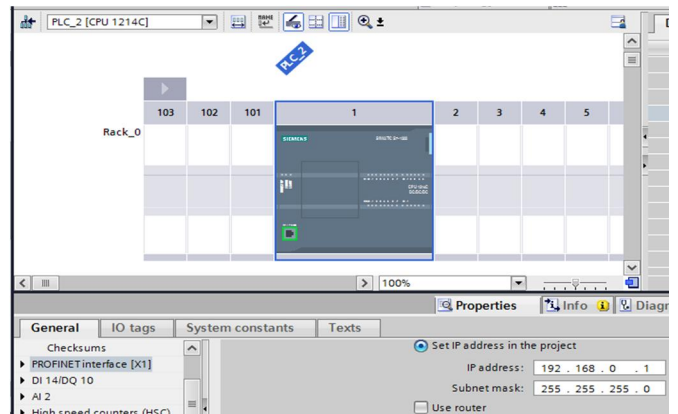 PLC_2 [CPU 1214C]
PLC_2
103 102 101 1 2 3 4 5
Rack_0
SIEMENS
100%
Properties Info Diagr
General IO tags System constants Texts
Checksums
PROFINET interface [X1]
DI 14/DQ 10
AI 2
High speed counters (HSC)
Set IP address in the project
IP address: 192 . 168 . 0 . 1
Subnet mask: 255 . 255 . 255 . 0
Use router